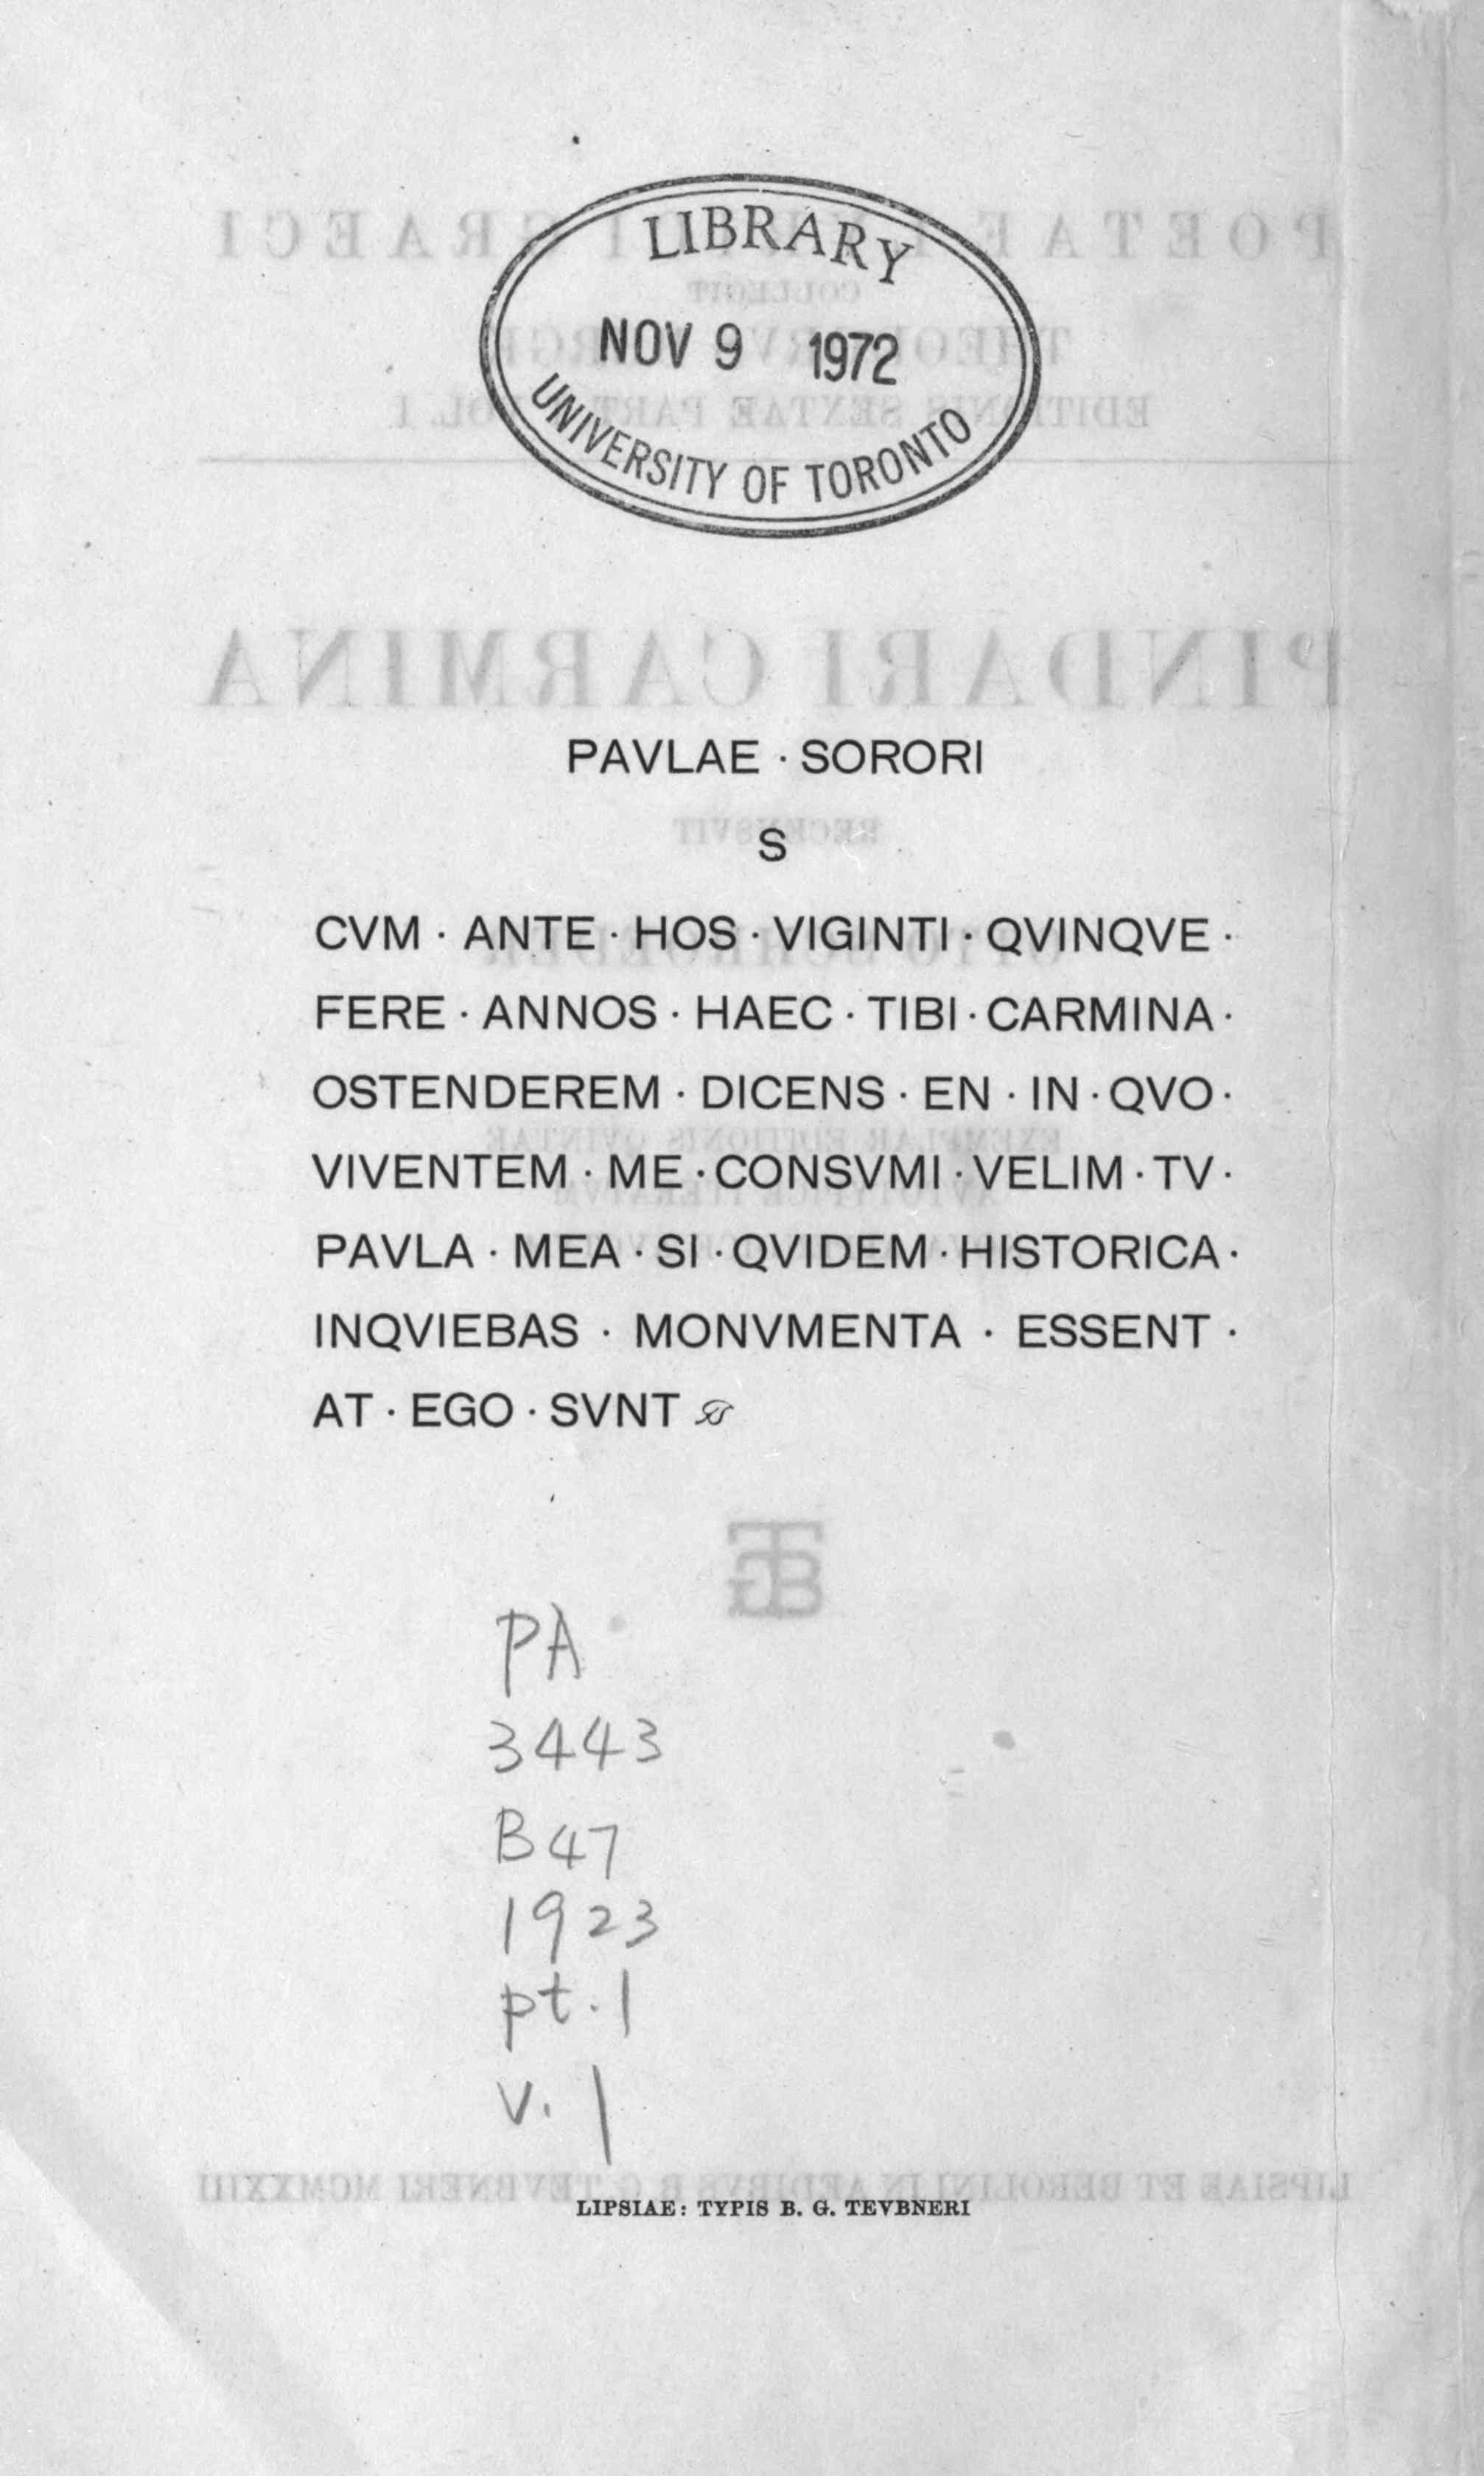 LIBRARY
NOV 9 1972
UNIVERSITY OF TORONTO
PAVLAE · SORORI
S
CVM · ANTE · HOS · VIGINTI · QVINQVE ·
FERE · ANNOS · HAEC · TIBI · CARMINA ·
OSTENDEREM · DICENS · EN · IN · QVO ·
VIVENTEM · ME · CONSVMI · VELIM · TV ·
PAVLA · MEA · SI · QVIDEM · HISTORICA ·
INQVIEBAS · MONVMENTA · ESSENT ·
AT · EGO · SVNT
PA
3443
B47
1923
pt. 1
v. 1
LIPSIAE: TYPIS B. G. TEVBNERI